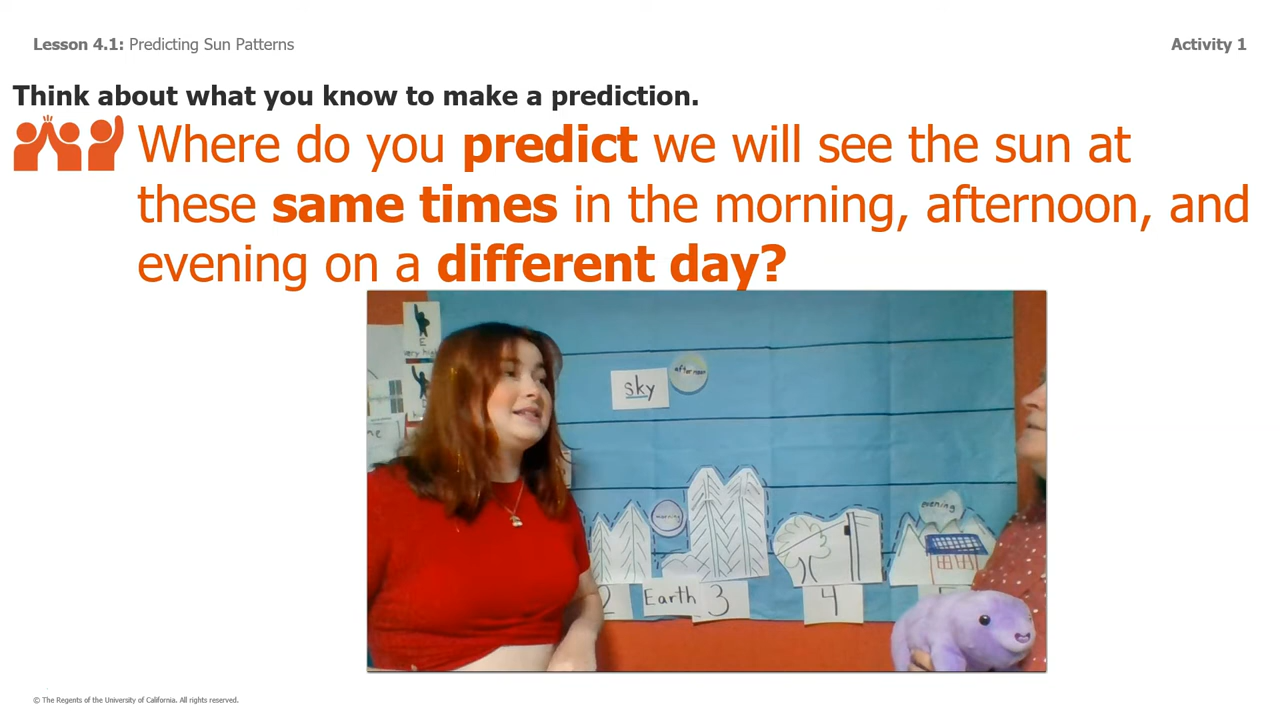 Lesson 4.1: Predicting Sun Patterns
Activity 1
Think about what you know to make a prediction.
Where do you predict we will see the sun at
these same times in the morning, afternoon, and
evening on a different day?
E
very high
sky
afternoon
morning
evening
2
Earth
3
4
© The Regents of the University of California. All rights reserved.